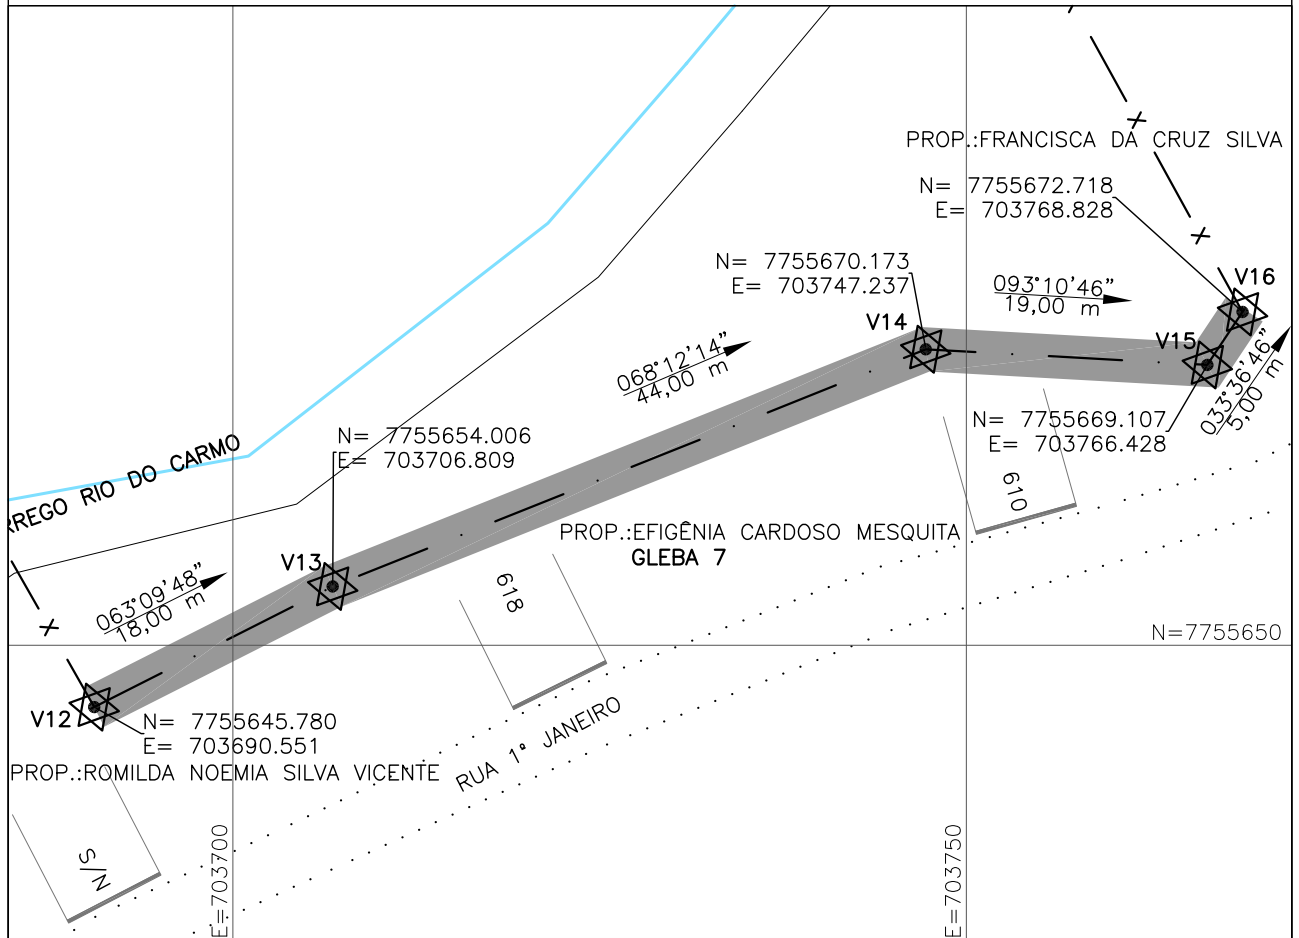 PROP.:FRANCISCA DA CRUZ SILVA
N= 7755672.718
E= 703768.828
N= 7755670.173
E= 703747.237
093°10'46"
19,00 m
V16
V14
V15
068°12'14"
44,00 m
033°36'46"
5,00 m
N= 7755669.107
E= 703766.428
N= 7755654.006
E= 703706.809
RREGO RIO DO CARMO
610
PROP.:EFIGÊNIA CARDOSO MESQUITA
GLEBA 7
V13
618
063°09'48"
18,00 m
N=7755650
V12
N= 7755645.780
E= 703690.551
RUA 1ª JANEIRO
PROP.:ROMILDA NOEMIA SILVA VICENTE
S/N
E=703700
E=703750